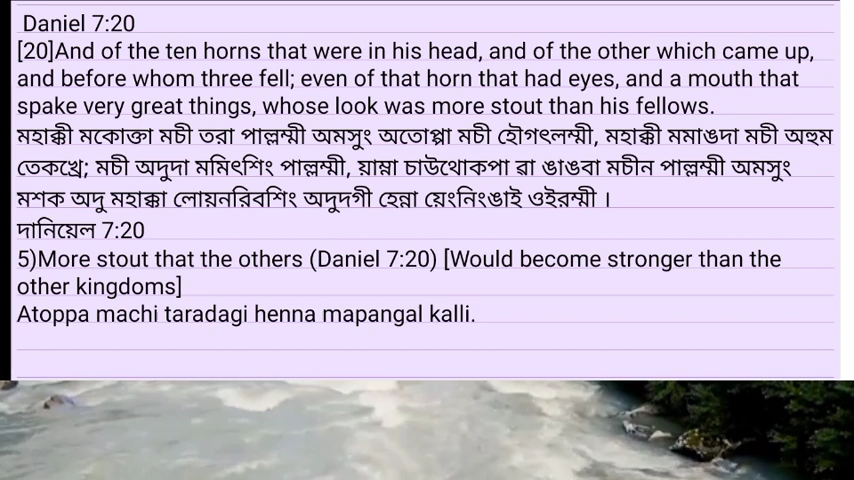 Daniel 7:20
[20]And of the ten horns that were in his head, and of the other which came up,
and before whom three fell; even of that horn that had eyes, and a mouth that
spake very great things, whose look was more stout than his fellows.
মহাক্কী মকোক্তা মচী তরা পাল্লম্মী অমসুং অতোপ্পা মচী হৌগৎলম্মী, মহাক্কী মমাঙদা মচী অহুম
তেকখ্রে; মচী অদুদা মমিৎশিং পাল্লম্মী, য়াম্না চাউথোকপা ৱা ঙাঙবা মচীন পাল্লম্মী অমসুং
মশক অদু মহাক্কা লোয়নরিবশিং অদুদগী হেন্না য়েংনিংঙাই ওইরম্মী ।
দানিয়েল 7:20
5)More stout that the others (Daniel 7:20) [Would become stronger than the
other kingdoms]
Atoppa machi taradagi henna mapangal kalli.